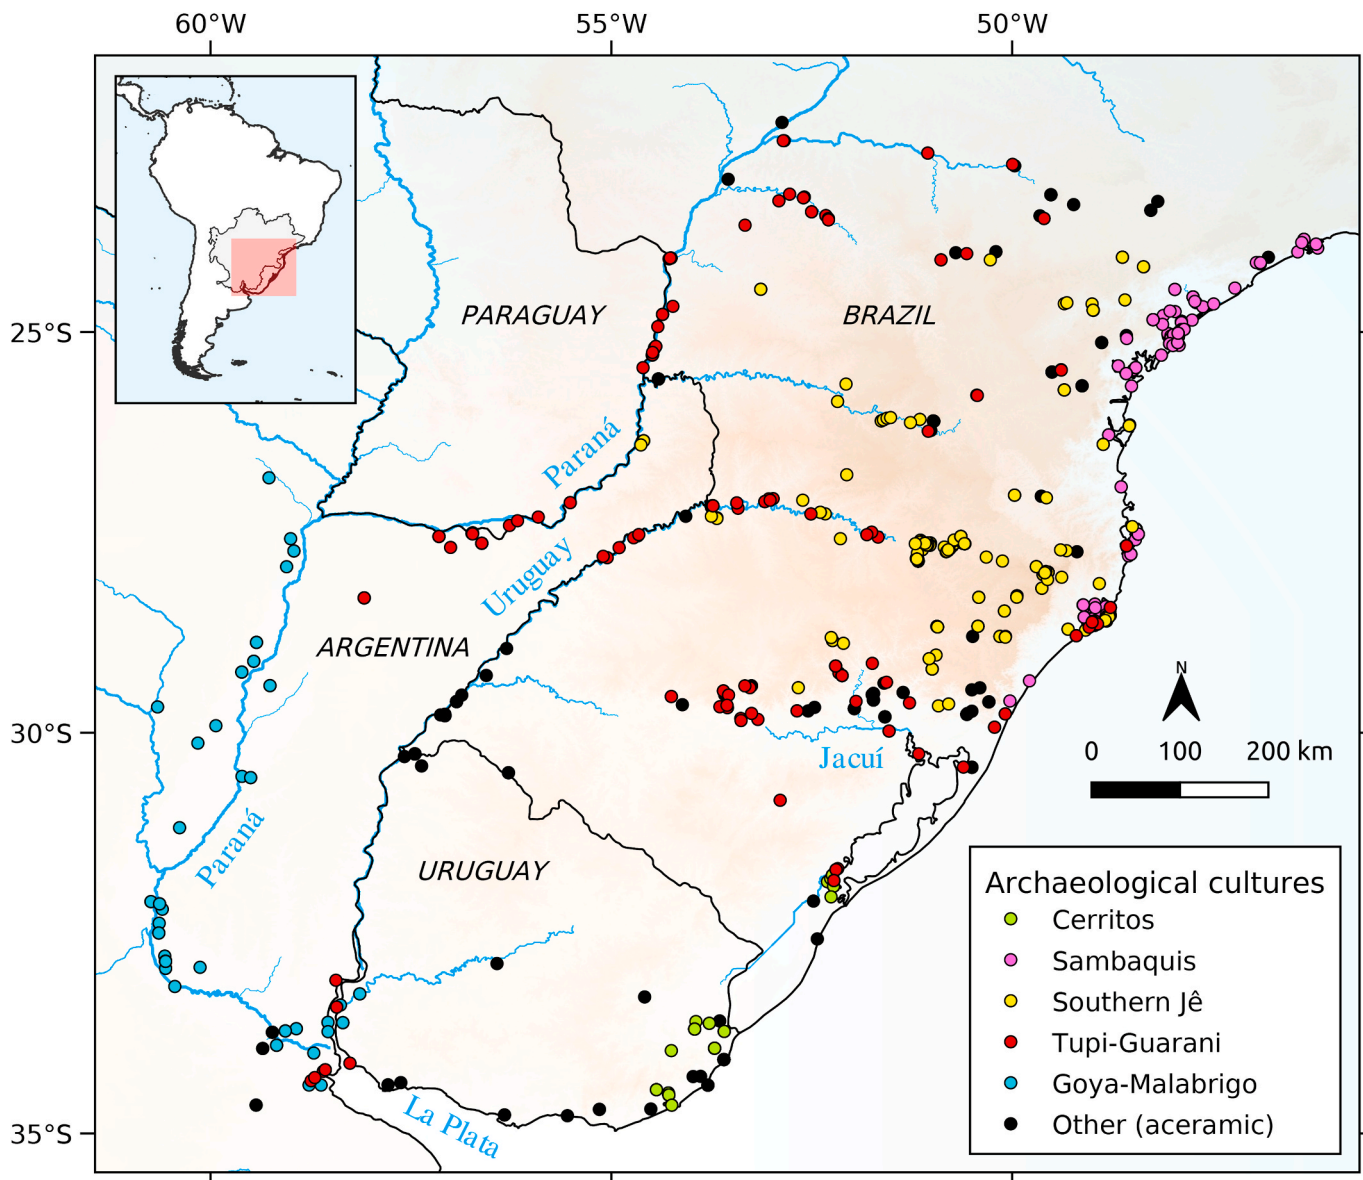 60°W 55°W 50°W
PARAGUAY
BRAZIL
25°S
Paraná
Uruguay
ARGENTINA
N
30°S
Jacuí
0 100 200 km
Paraná
URUGUAY
Archaeological cultures
Cerritos
Sambaquis
Southern Jê
Tupi-Guarani
Goya-Malabrigo
Other (aceramic)
La Plata
35°S